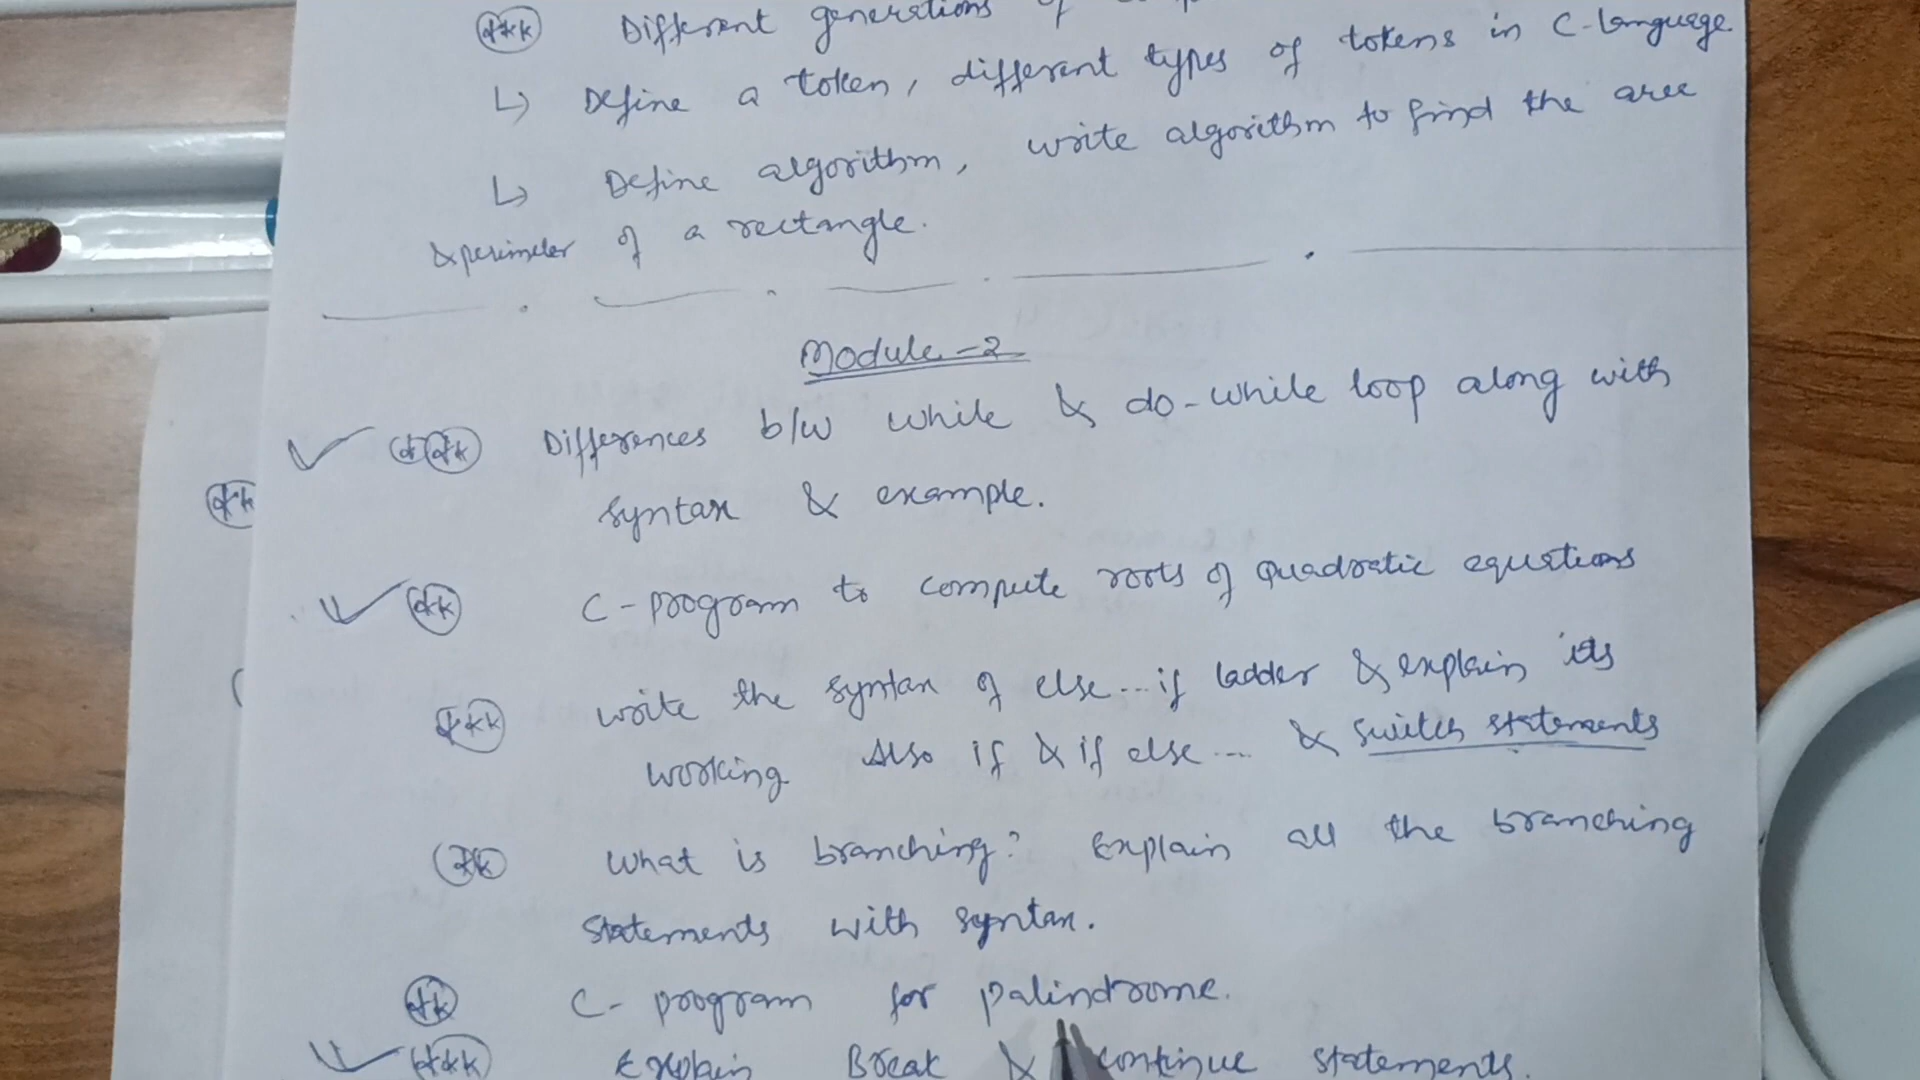 *** Different generations of
↳ Define a token, different types of tokens in C-language
↳ Define algorithm, write algorithm to find the area
& perimeter of a rectangle.
Module-2
*** Differences b/w while & do-while loop along with
syntax & example.
** C-program to compute roots of quadratic equations
*** write the syntax of else...if ladder & explain its
working Also if & if else.... & switch statements
** What is branching? Explain all the branching
statements with syntax.
** C-program for palindrome.
*** Explain Break & continue statements.
**